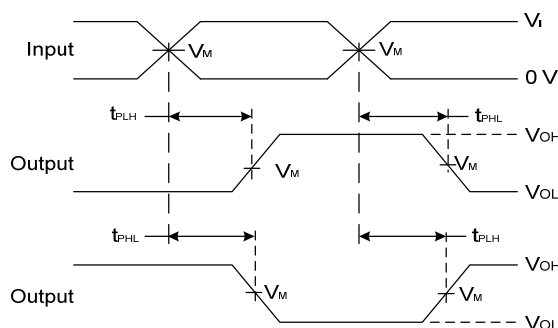 Input VM VM VI
0 V
tPLH tPHL
VOH
Output VM VM
VOL
tPHL tPLH
VOH
Output VM VM
VOL